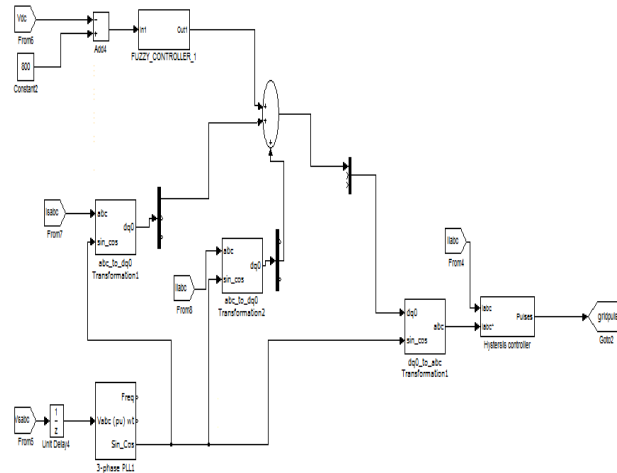 Vdc
From6
800
Constant2
Add4
In1
Out1
FUZZY_CONTROLLER_1
Isabc
From7
abc
sin_cos
dq0
abc_to_dq0
Transformation1
Ilabc
From8
abc
sin_cos
dq0
abc_to_dq0
Transformation2
Ilabc
From4
dq0
sin_cos
abc
dq0_to_abc
Transformation1
Iabc
Iabc*
Pulses
Hysteresis controller
gridpulse
Goto2
Vsabc
From5
1
z
Unit Delay4
Freq
Vabc (pu) wt
Sin_Cos
3-phase PLL1